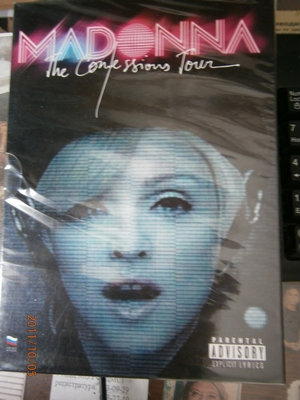 MADONNA
The Confessions Tour
PARENTAL
ADVISORY
EXPLICIT LYRICS